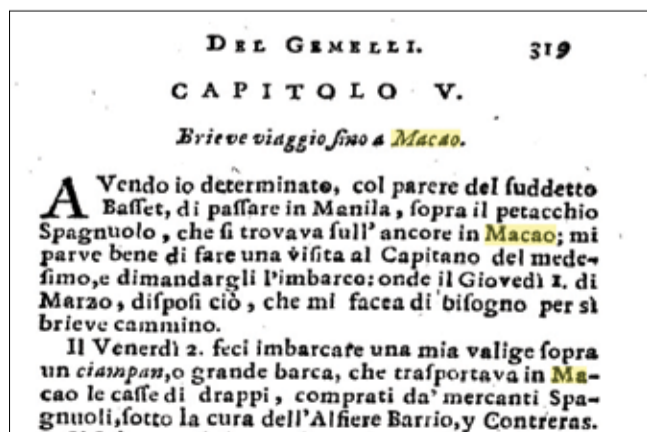 DEL GEMELLI. 319
CAPITOLO V.
Brieve viaggio ſino a Macao.
AVendo io determinato, col parere del ſuddetto
Baſſet, di paſſare in Manila, ſopra il petacchio
Spagnuolo, che ſi trovava ſull' ancore in Macao; mi
parve bene di fare una viſita al Capitano del mede-
ſimo, e dimandargli l'imbarco: onde il Giovedì 1. di
Marzo, diſpoſi ciò, che mi facea di biſogno per sì
brieve cammino.
Il Venerdì 2. feci imbarcare una mia valige ſopra
un ciampan, o grande barca, che traſportava in Ma-
cao le caſſe di drappi, comprati da' mercanti Spa-
gnuoli, ſotto la cura dell'Alfiere Barrio, y Contreras.